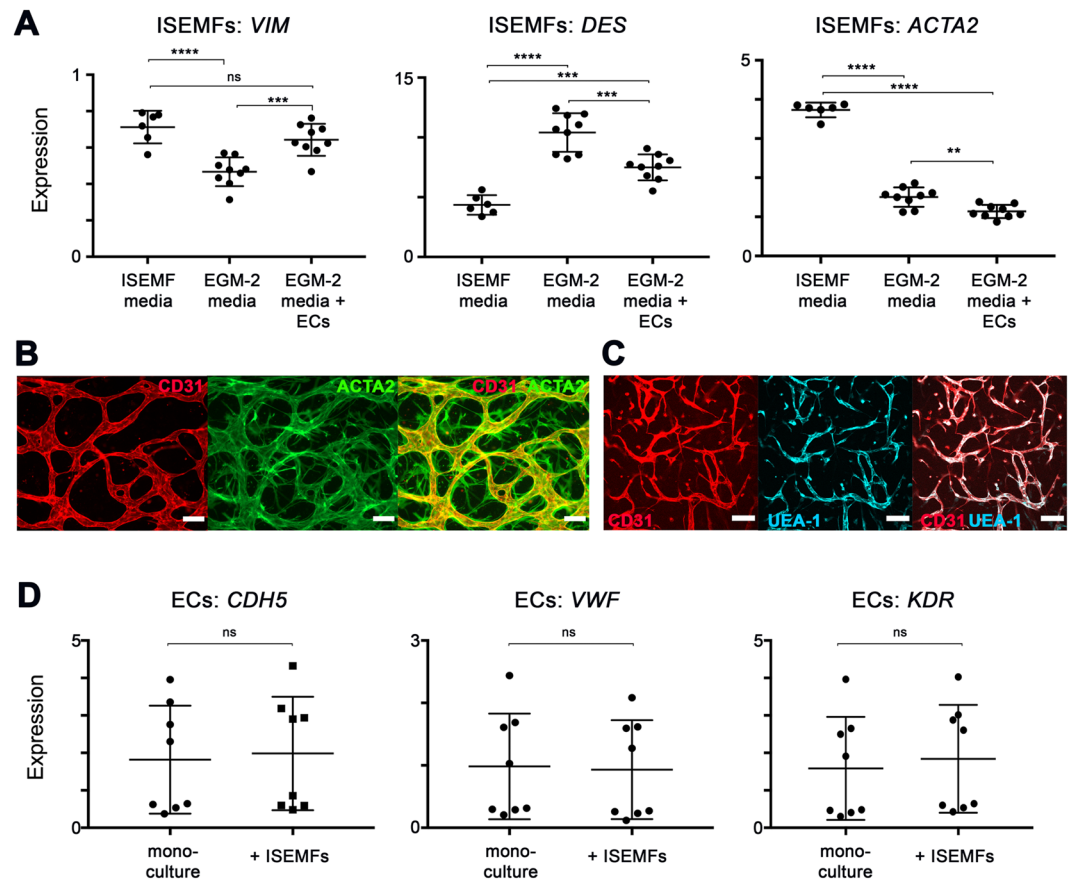 A
ISEMFs: VIM
ISEMFs: DES
ISEMFs: ACTA2
Expression
1
0
****
ns
***
ISEMF
media
EGM-2
media
EGM-2
media +
ECs
15
0
****
***
***
ISEMF
media
EGM-2
media
EGM-2
media +
ECs
5
0
****
****
**
ISEMF
media
EGM-2
media
EGM-2
media +
ECs
B
CD31
ACTA2
CD31 ACTA2
C
CD31
UEA-1
CD31 UEA-1
D
ECs: CDH5
ECs: VWF
ECs: KDR
Expression
5
0
ns
mono-
culture
+ ISEMFs
3
0
ns
mono-
culture
+ ISEMFs
5
0
ns
mono-
culture
+ ISEMFs